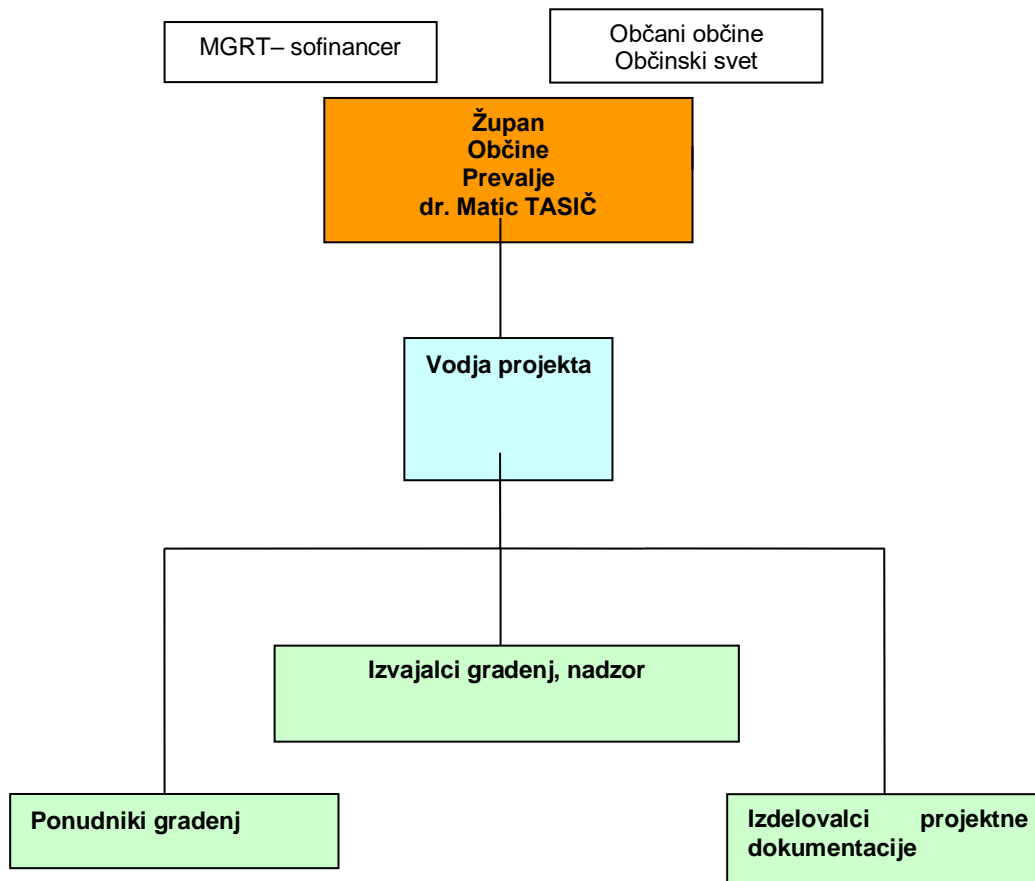 MGRT– sofinancer
Občani občine
Občinski svet
Župan
Občine
Prevalje
dr. Matic TASIČ
Vodja projekta
Izvajalci gradenj, nadzor
Ponudniki gradenj
Izdelovalci projektne
dokumentacije